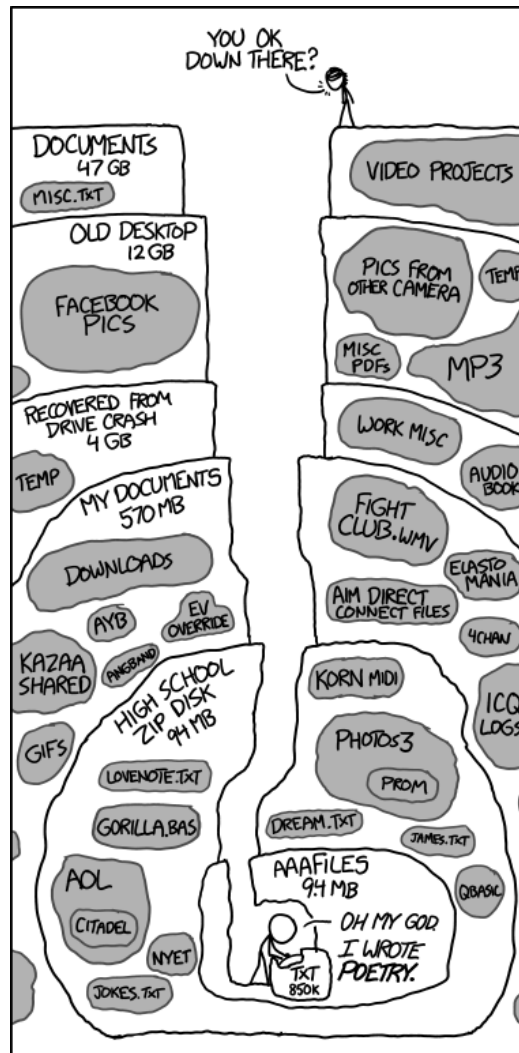 YOU OK
DOWN THERE?
DOCUMENTS
47 GB
MISC.TXT
VIDEO PROJECTS
OLD DESKTOP
12 GB
FACEBOOK
PICS
PICS FROM
OTHER CAMERA
TEMP
MISC
PDFs
MP3
RECOVERED FROM
DRIVE CRASH
4 GB
TEMP
WORK MISC
AUDIO
BOOK
MY DOCUMENTS
570 MB
DOWNLOADS
AYB
EV
OVERRIDE
KAZAA
SHARED
ANGBAND
GIFS
FIGHT
CLUB.WMV
ELASTO
MANIA
AIM DIRECT
CONNECT FILES
4CHAN
ICQ
LOGS
HIGH SCHOOL
ZIP DISK
94 MB
LOVENOTE.TXT
GORILLA.BAS
AOL
CITADEL
NYET
JOKES.TXT
KORN MIDI
PHOTOS3
PROM
DREAM.TXT
JAMES.TXT
QBASIC
AAAFILES
9.4 MB
OH MY GOD.
I WROTE
POETRY.
TXT
850K